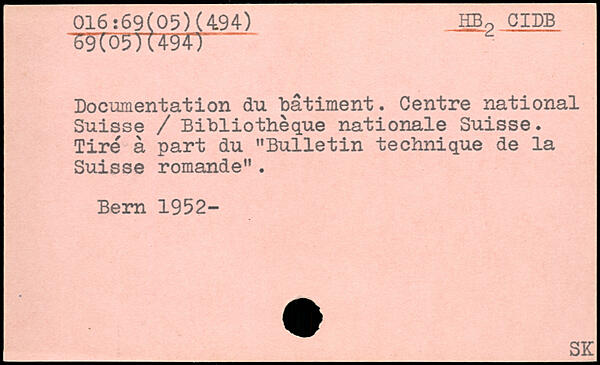 016:69(05)(494) HB2 CIDB
69(05)(494)
Documentation du bâtiment. Centre national
Suisse / Bibliothèque nationale Suisse.
Tiré à part du "Bulletin technique de la
Suisse romande".
Bern 1952-
SK